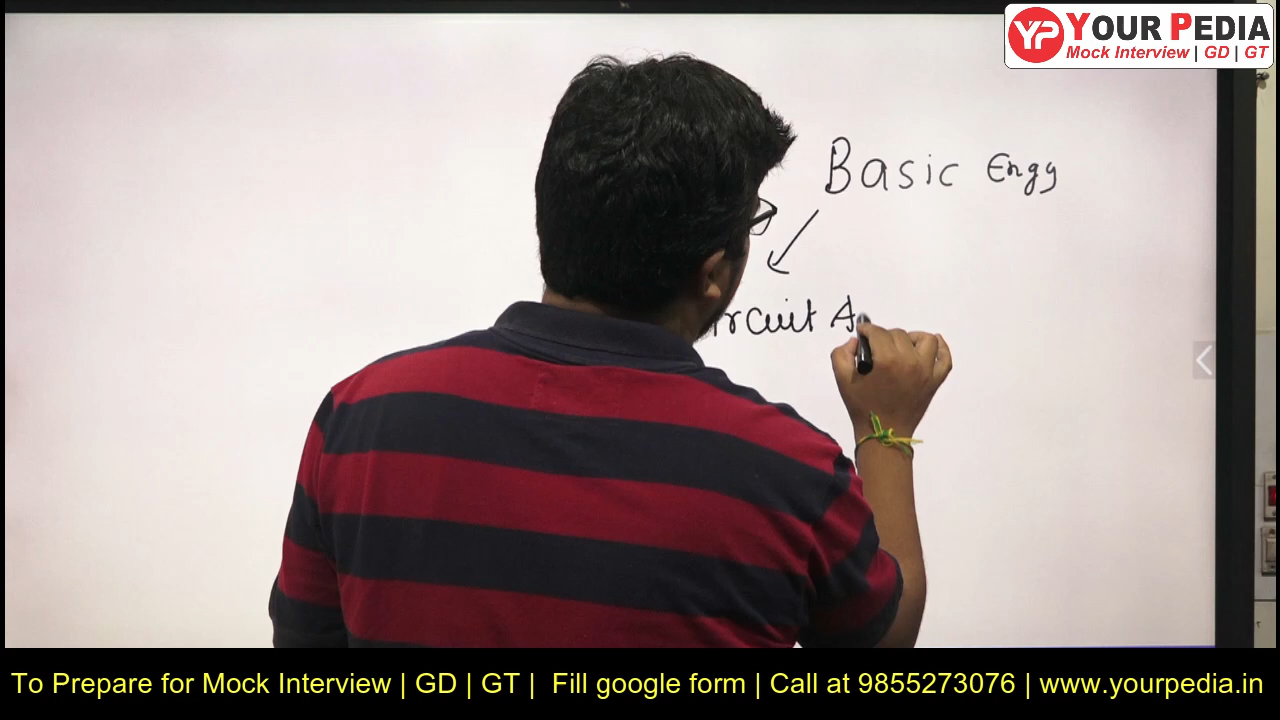 YP YOUR PEDIA
Mock Interview | GD | GT
Basic Engg
rcuit A
To Prepare for Mock Interview | GD | GT | Fill google form | Call at 9855273076 | www.yourpedia.in